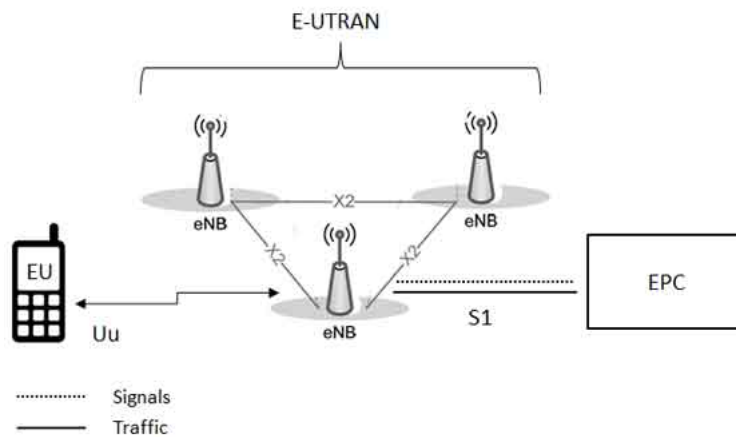 E-UTRAN
X2
eNB
eNB
X2
X2
EU
EPC
Uu
eNB
S1
Signals
Traffic